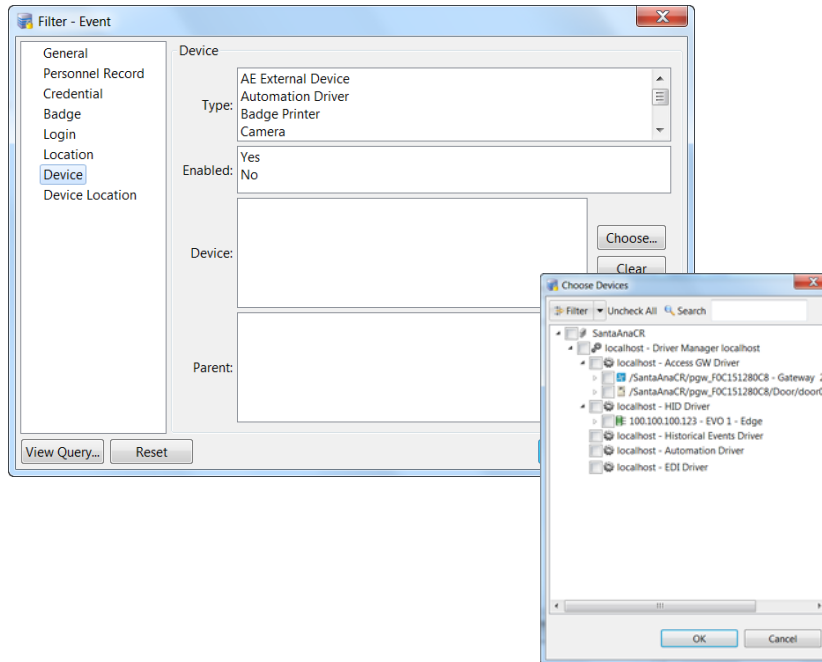 Filter - Event
X
General
Personnel Record
Credential
Badge
Login
Location
Device
Device Location
Device
Type:
AE External Device
Automation Driver
Badge Printer
Camera
Enabled:
Yes
No
Device:
Choose...
Clear
Parent:
View Query...
Reset
Choose Devices
X
Filter
Uncheck All
Search
SantaAnaCR
localhost - Driver Manager localhost
localhost - Access GW Driver
/SantaAnaCR/pgw_F0C151280C8 - Gateway 2
/SantaAnaCR/pgw_F0C151280C8/Door/door0
localhost - HID Driver
100.100.100.123 - EVO 1 - Edge
localhost - Historical Events Driver
localhost - Automation Driver
localhost - EDI Driver
OK
Cancel